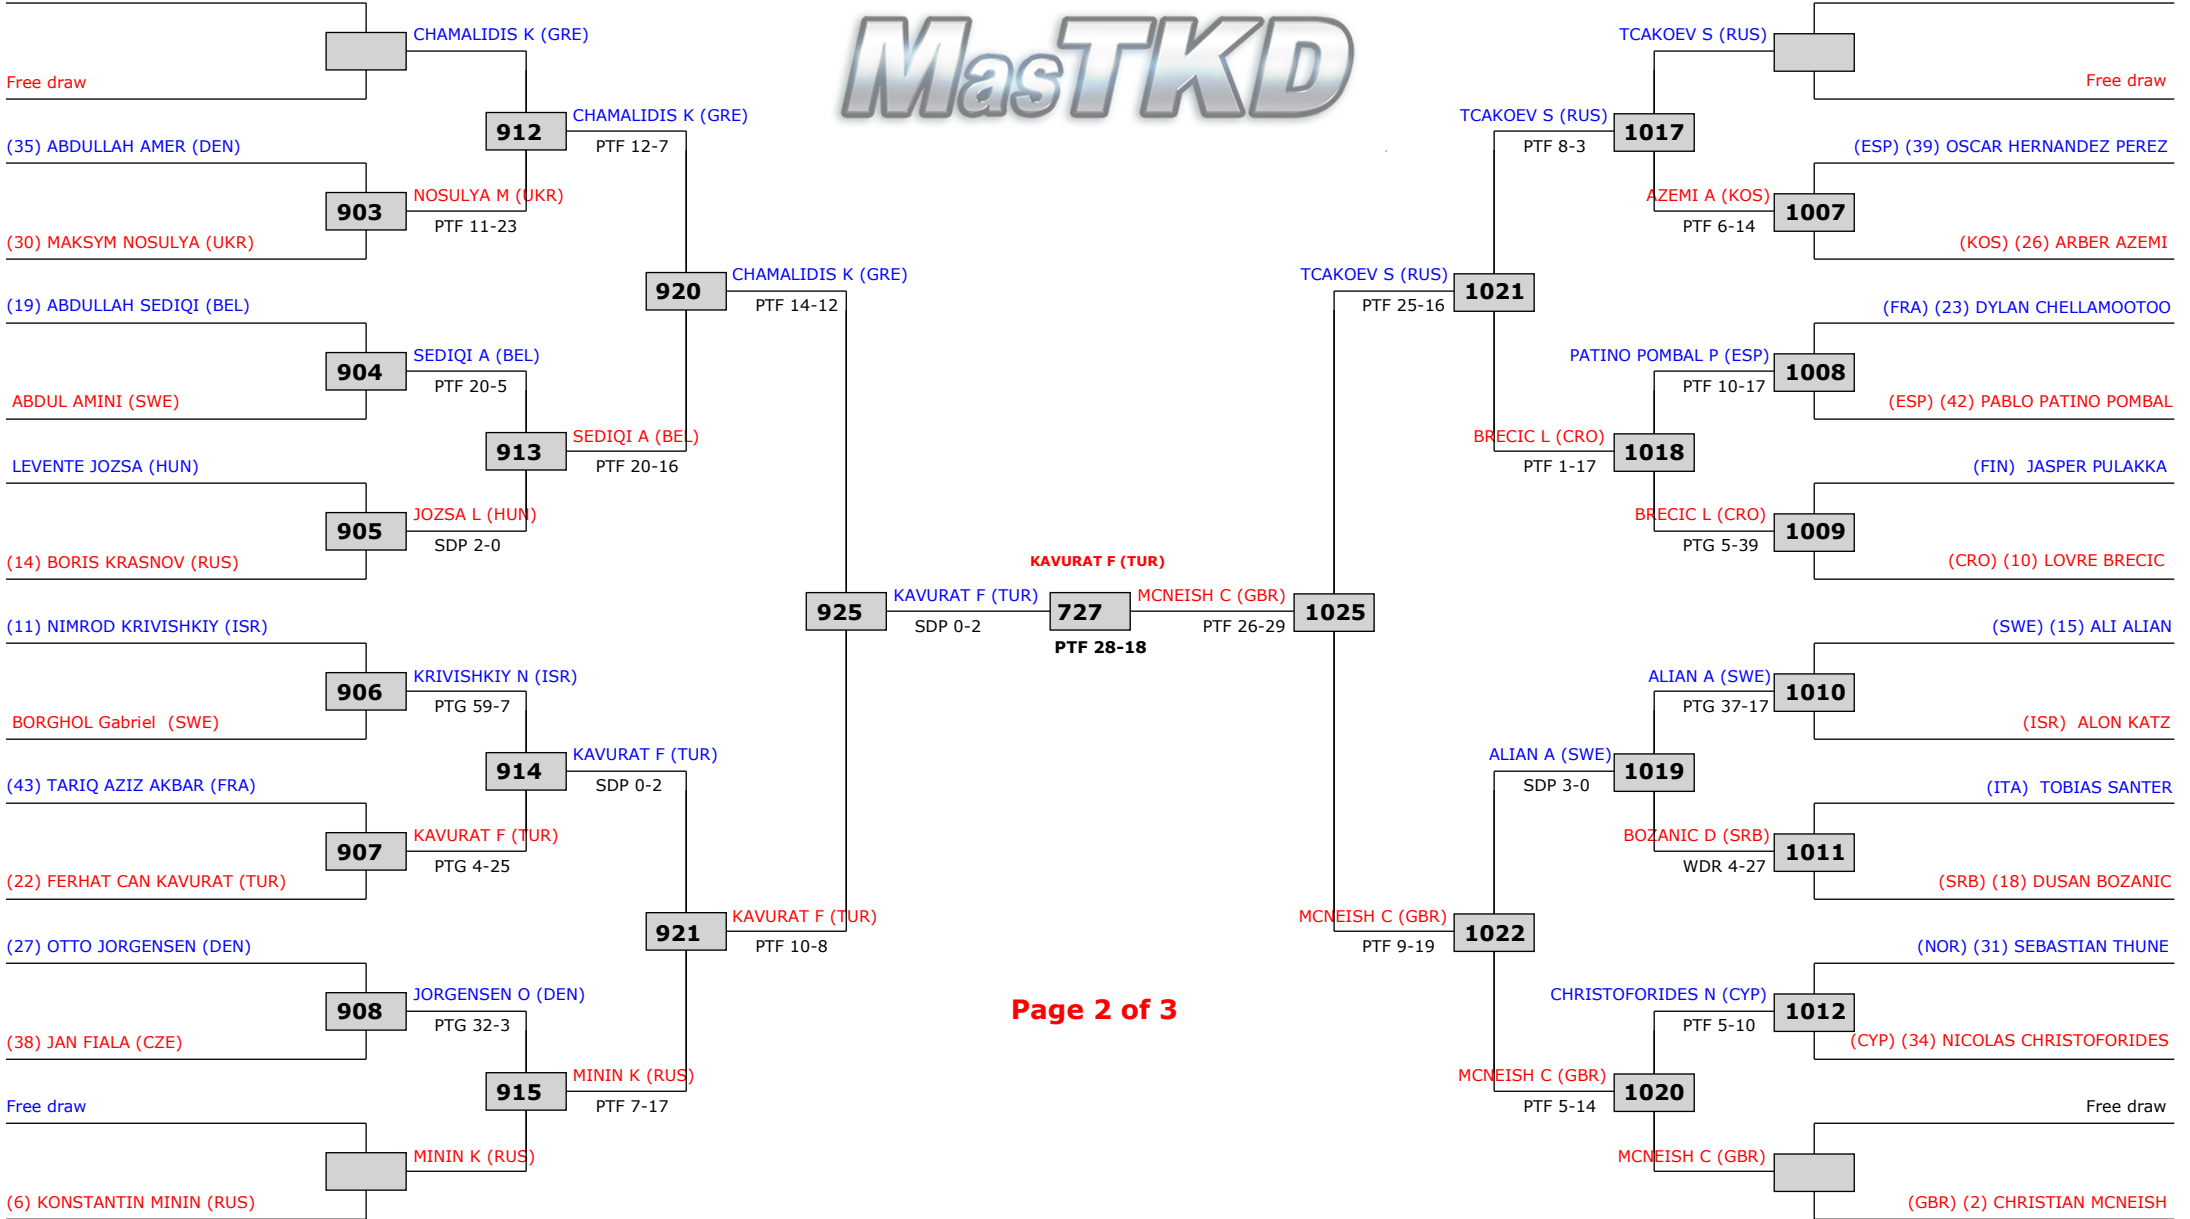 MasTKD
CHAMALIDIS K (GRE)
Free draw
CHAMALIDIS K (GRE)
912
PTF 12-7
(35) ABDULLAH AMER (DEN)
NOSULYA M (UKR)
903
PTF 11-23
(30) MAKSYM NOSULYA (UKR)
CHAMALIDIS K (GRE)
920
PTF 14-12
(19) ABDULLAH SEDIQI (BEL)
SEDIQI A (BEL)
904
PTF 20-5
ABDUL AMINI (SWE)
SEDIQI A (BEL)
913
PTF 20-16
LEVENTE JOZSA (HUN)
JOZSA L (HUN)
905
SDP 2-0
(14) BORIS KRASNOV (RUS)
925
KAVURAT F (TUR)
SDP 0-2
(11) NIMROD KRIVISHKIY (ISR)
KRIVISHKIY N (ISR)
906
PTG 59-7
BORGHOL Gabriel (SWE)
KAVURAT F (TUR)
914
SDP 0-2
(43) TARIQ AZIZ AKBAR (FRA)
KAVURAT F (TUR)
907
PTG 4-25
(22) FERHAT CAN KAVURAT (TUR)
KAVURAT F (TUR)
921
PTF 10-8
(27) OTTO JORGENSEN (DEN)
JORGENSEN O (DEN)
908
PTG 32-3
(38) JAN FIALA (CZE)
MININ K (RUS)
915
PTF 7-17
Free draw
MININ K (RUS)
(6) KONSTANTIN MININ (RUS)
KAVURAT F (TUR)
727
PTF 28-18
Page 2 of 3
TCAKOEV S (RUS)
Free draw
TCAKOEV S (RUS)
1017
PTF 8-3
(ESP) (39) OSCAR HERNANDEZ PEREZ
AZEMI A (KOS)
1007
PTF 6-14
(KOS) (26) ARBER AZEMI
TCAKOEV S (RUS)
1021
PTF 25-16
(FRA) (23) DYLAN CHELLAMOOTOO
PATINO POMBAL P (ESP)
1008
PTF 10-17
(ESP) (42) PABLO PATINO POMBAL
BRECIC L (CRO)
1018
PTF 1-17
(FIN) JASPER PULAKKA
BRECIC L (CRO)
1009
PTG 5-39
(CRO) (10) LOVRE BRECIC
MCNEISH C (GBR)
1025
PTF 26-29
(SWE) (15) ALI ALIAN
ALIAN A (SWE)
1010
PTG 37-17
(ISR) ALON KATZ
ALIAN A (SWE)
1019
SDP 3-0
(ITA) TOBIAS SANTER
BOZANIC D (SRB)
1011
WDR 4-27
(SRB) (18) DUSAN BOZANIC
MCNEISH C (GBR)
1022
PTF 9-19
(NOR) (31) SEBASTIAN THUNE
CHRISTOFORIDES N (CYP)
1012
PTF 5-10
(CYP) (34) NICOLAS CHRISTOFORIDES
MCNEISH C (GBR)
1020
PTF 5-14
Free draw
MCNEISH C (GBR)
(GBR) (2) CHRISTIAN MCNEISH